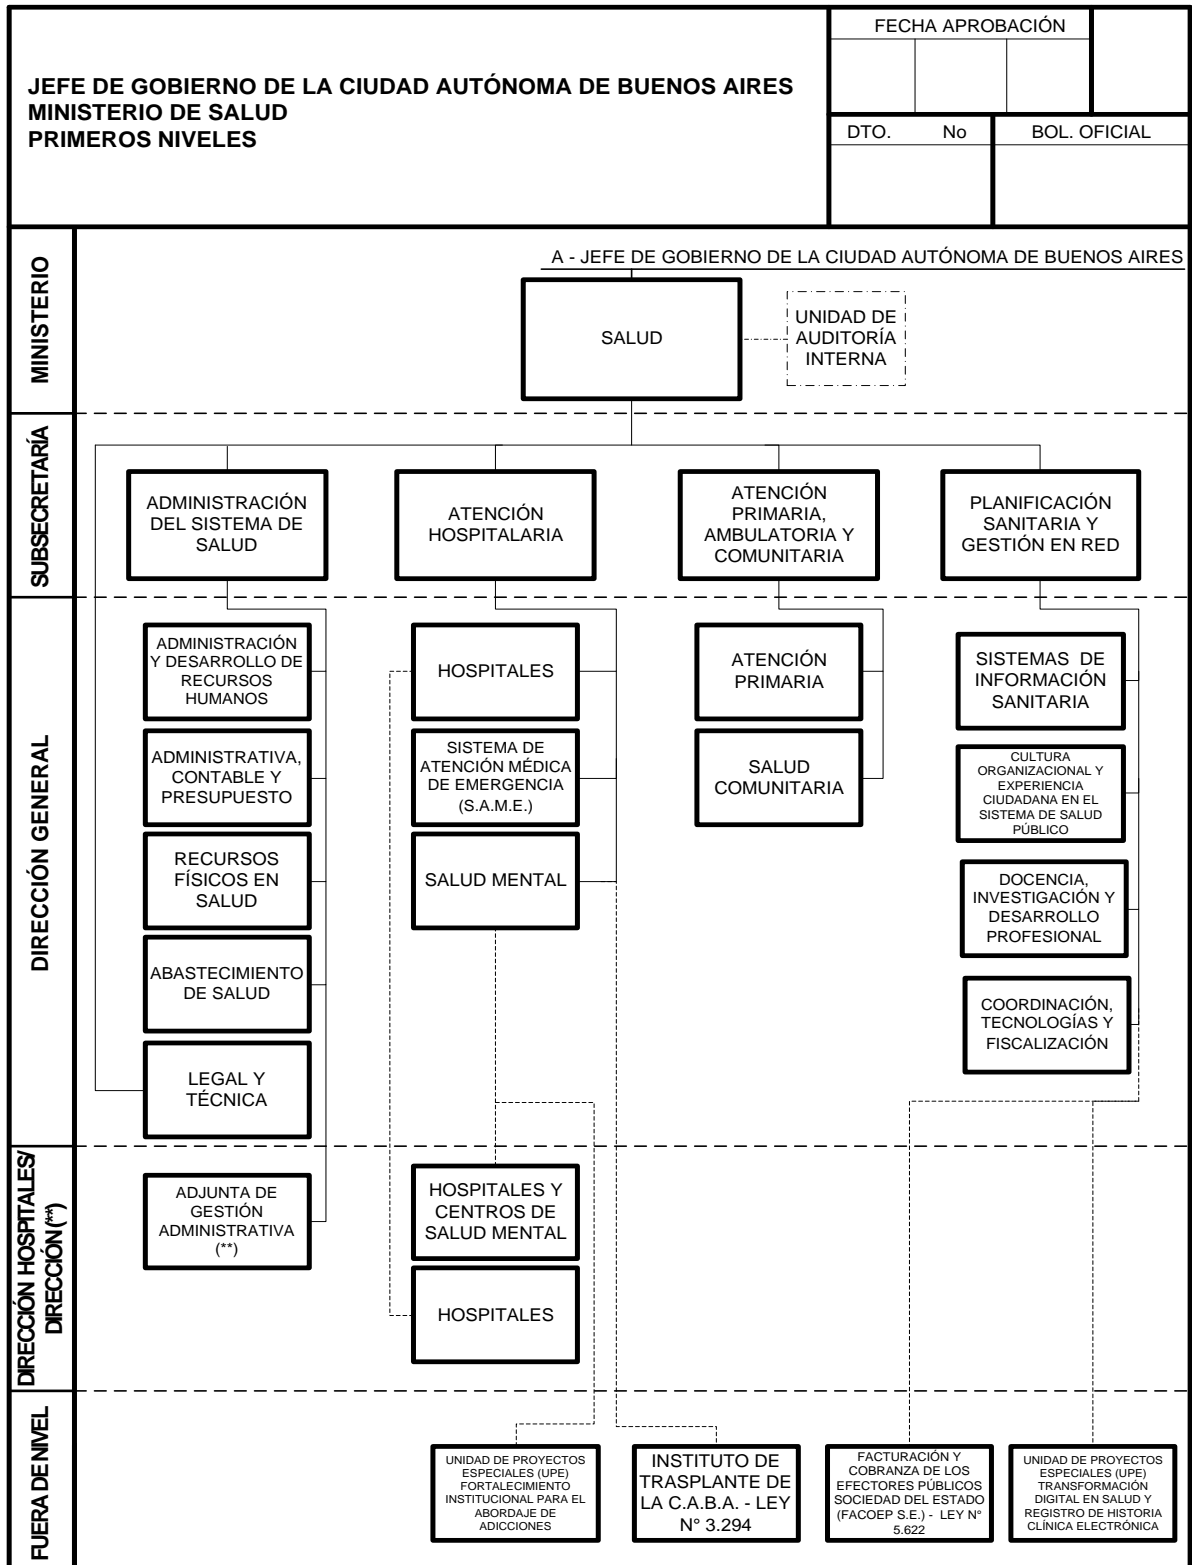 JEFE DE GOBIERNO DE LA CIUDAD AUTÓNOMA DE BUENOS AIRES
MINISTERIO DE SALUD
PRIMEROS NIVELES
FECHA APROBACIÓN
DTO. No
BOL. OFICIAL
MINISTERIO
A - JEFE DE GOBIERNO DE LA CIUDAD AUTÓNOMA DE BUENOS AIRES
SALUD
UNIDAD DE
AUDITORÍA
INTERNA
SUBSECRETARÍA
ADMINISTRACIÓN
DEL SISTEMA DE
SALUD
ATENCIÓN
HOSPITALARIA
ATENCIÓN
PRIMARIA,
AMBULATORIA Y
COMUNITARIA
PLANIFICACIÓN
SANITARIA Y
GESTIÓN EN RED
DIRECCIÓN GENERAL
ADMINISTRACIÓN
Y DESARROLLO DE
RECURSOS
HUMANOS
ADMINISTRATIVA,
CONTABLE Y
PRESUPUESTO
RECURSOS
FÍSICOS EN
SALUD
ABASTECIMIENTO
DE SALUD
LEGAL Y
TÉCNICA
HOSPITALES
SISTEMA DE
ATENCIÓN MÉDICA
DE EMERGENCIA
(S.A.M.E.)
SALUD MENTAL
ATENCIÓN
PRIMARIA
SALUD
COMUNITARIA
SISTEMAS DE
INFORMACIÓN
SANITARIA
CULTURA
ORGANIZACIONAL Y
EXPERIENCIA
CIUDADANA EN EL
SISTEMA DE SALUD
PÚBLICO
DOCENCIA,
INVESTIGACIÓN Y
DESARROLLO
PROFESIONAL
COORDINACIÓN,
TECNOLOGÍAS Y
FISCALIZACIÓN
DIRECCIÓN HOSPITALES/
DIRECCIÓN (**)
ADJUNTA DE
GESTIÓN
ADMINISTRATIVA
(**)
HOSPITALES Y
CENTROS DE
SALUD MENTAL
HOSPITALES
FUERA DE NIVEL
UNIDAD DE PROYECTOS
ESPECIALES (UPE)
FORTALECIMIENTO
INSTITUCIONAL PARA EL
ABORDAJE DE
ADICCIONES
INSTITUTO DE
TRASPLANTE DE
LA C.A.B.A. - LEY
N° 3.294
FACTURACIÓN Y
COBRANZA DE LOS
EFECTORES PÚBLICOS
SOCIEDAD DEL ESTADO
(FACOEP S.E.) - LEY N°
5.622
UNIDAD DE PROYECTOS
ESPECIALES (UPE)
TRANSFORMACIÓN
DIGITAL EN SALUD Y
REGISTRO DE HISTORIA
CLÍNICA ELECTRÓNICA